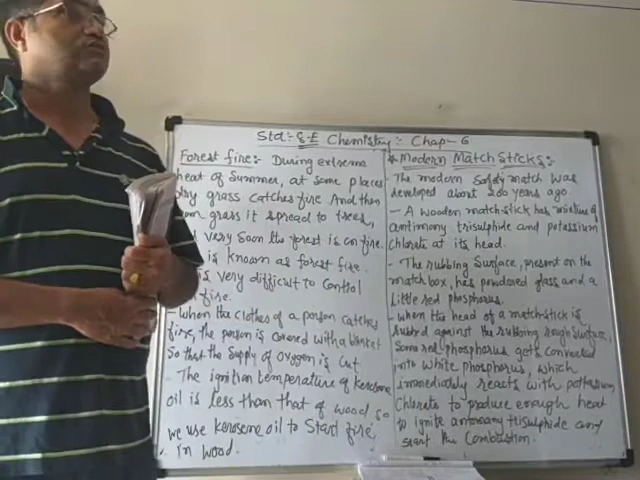 Std:- 8 E Chemistry:- Chap- 6
Forest fire:- During extreme
heat of Summer, at some places
dry grass catches fire And then
grass it spread to trees,
very soon the forest is on fire.
is known as forest fire.
is very difficult to control
fire.
- When the clothes of a person catches
fire, the person is covered with a blanket
So that the supply of oxygen is cut
- The ignition temperature of kerosene
oil is less than that of wood so
we use kerosene oil to Start fire
in wood.
* Modern Match Sticks:-
- The modern safety match was
developed about 200 years ago.
- A wooden match-stick has mixture of
antimony trisulphide and potassium
chlorate at its head.
- The rubbing Surface, present on the
match box, has powdered glass and a
little red phosphorus.
- when the head of a match-stick is
rubbed against the rubbing rough Surface,
Some red phosphorus gets converted
into white phosphorus, which
immediately reacts with potassium
Chlorate to produce enough heat
to ignite antimony trisulphide and
start the Combustion.